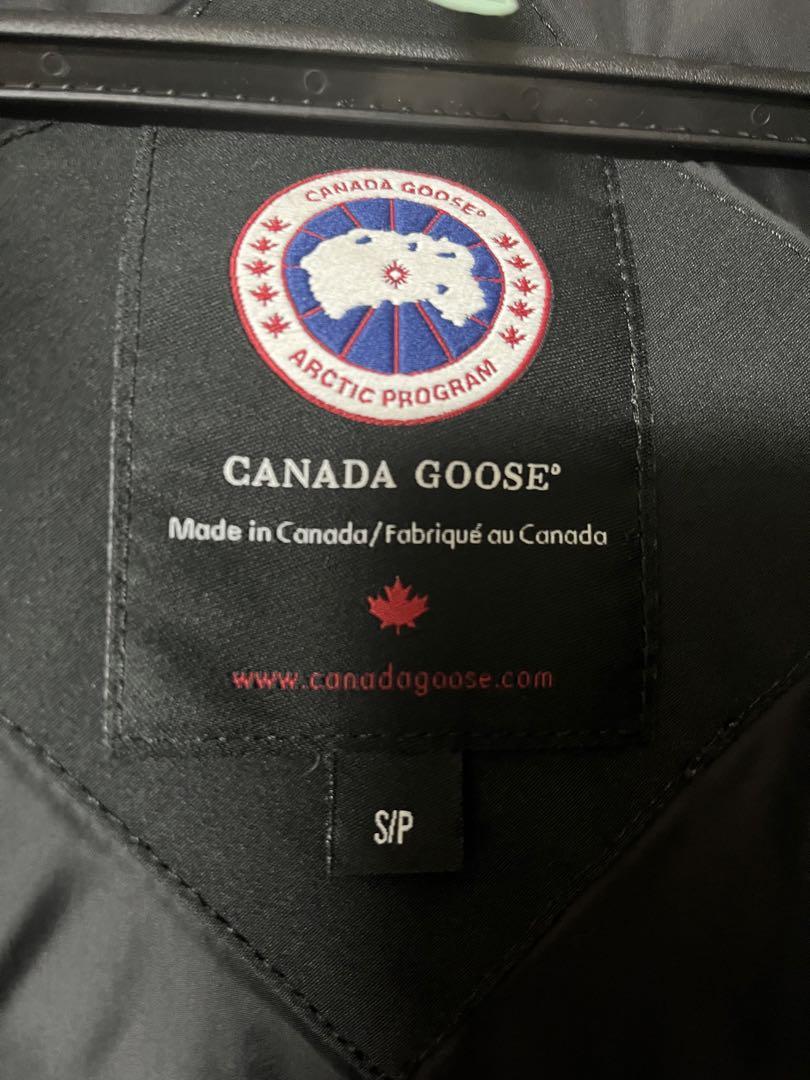 CANADA GOOSE®
ARCTIC PROGRAM
CANADA GOOSE®
Made in Canada/Fabriqué au Canada
www.canadagoose.com
S/P